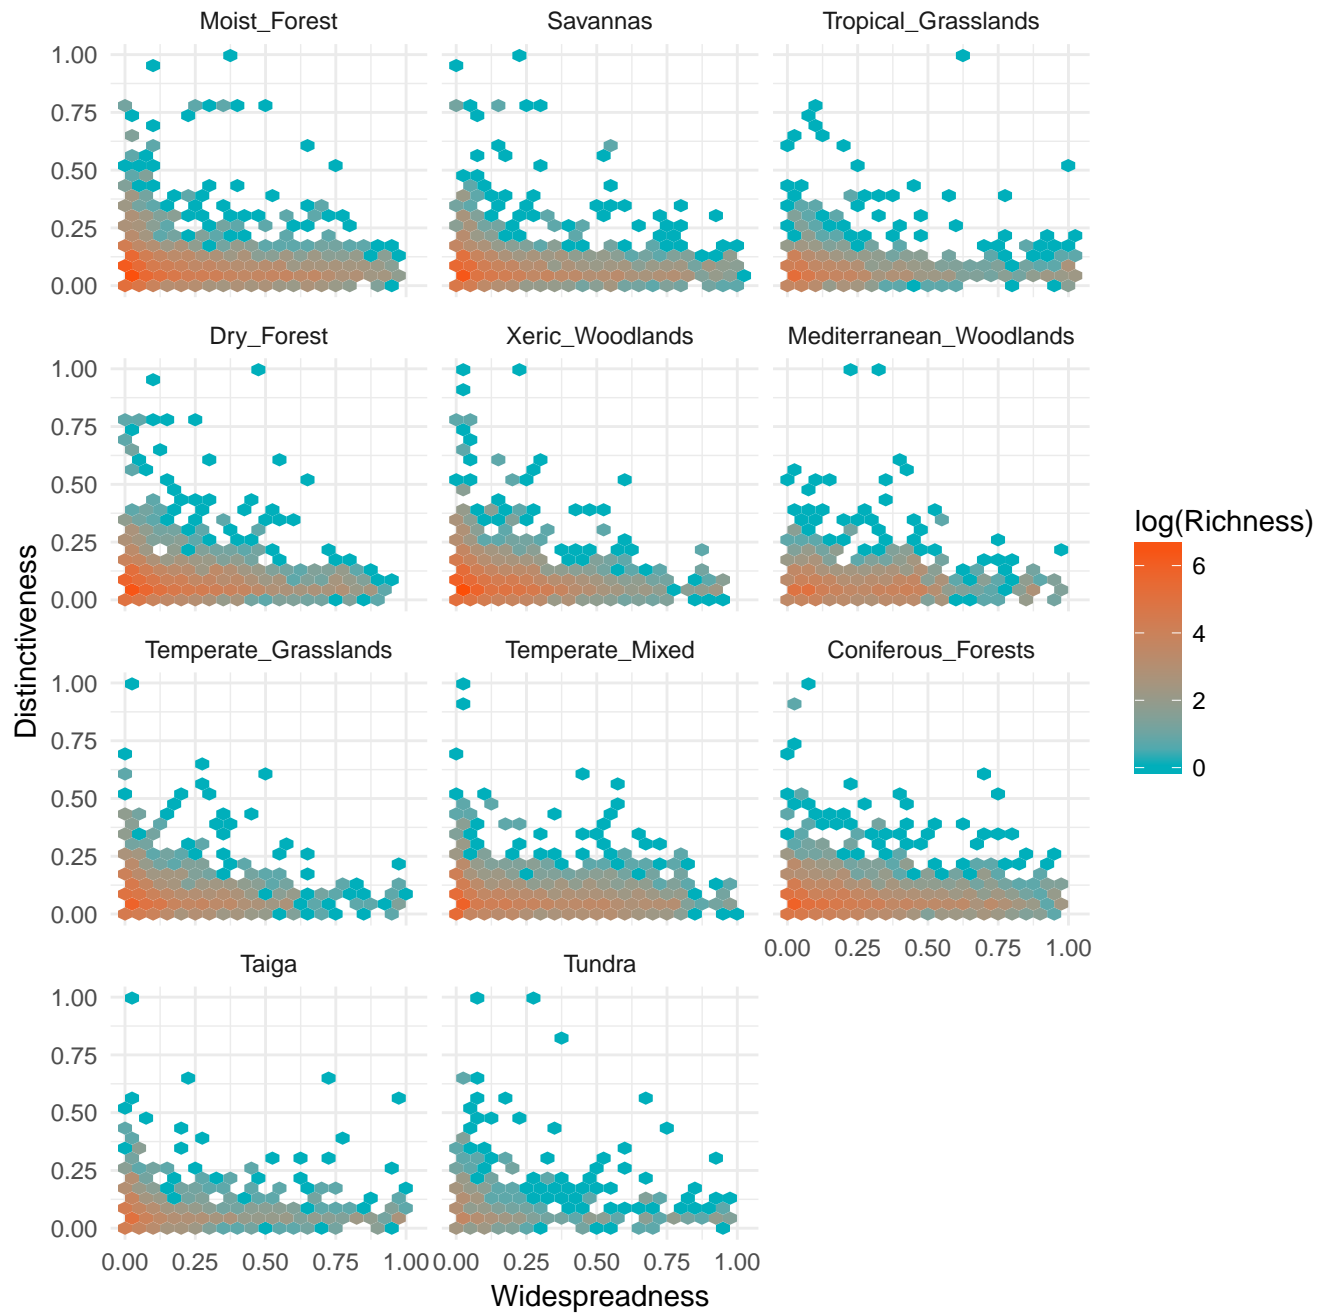 Moist_Forest Savannas Tropical_Grasslands
1.00
0.75
0.50
0.25
0.00
Dry_Forest Xeric_Woodlands Mediterranean_Woodlands
1.00
0.75
0.50
0.25
0.00
Temperate_Grasslands Temperate_Mixed Coniferous_Forests
1.00
0.75
0.50
0.25
0.00
0.00 0.25 0.50 0.75 1.00
Taiga Tundra
1.00
0.75
0.50
0.25
0.00
0.00 0.25 0.50 0.75 1.00 0.00 0.25 0.50 0.75 1.00
Widespreadness
Distinctiveness
log(Richness)
6
4
2
0